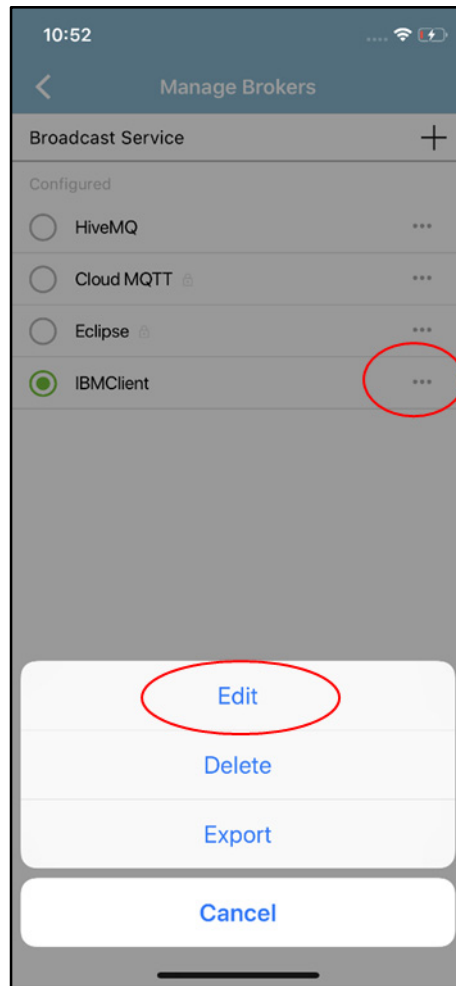 10:52
Manage Brokers
Broadcast Service
Configured
HiveMQ
Cloud MQTT
Eclipse
IBMClient
Edit
Delete
Export
Cancel